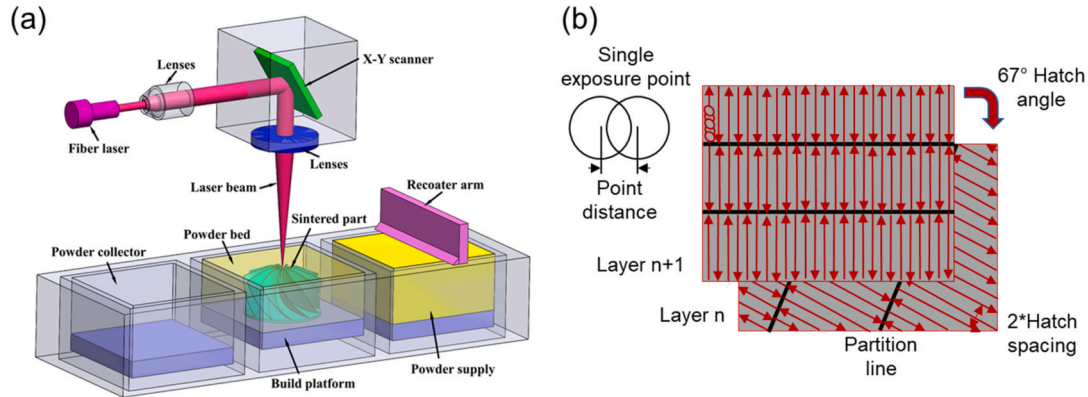 (a)
Lenses
X-Y scanner
Fiber laser
Lenses
Laser beam
Recoater arm
Sintered part
Powder bed
Powder collector
Build platform
Powder supply
(b)
Single
exposure point
67° Hatch
angle
Point
distance
Layer n+1
Layer n
2*Hatch
spacing
Partition
line